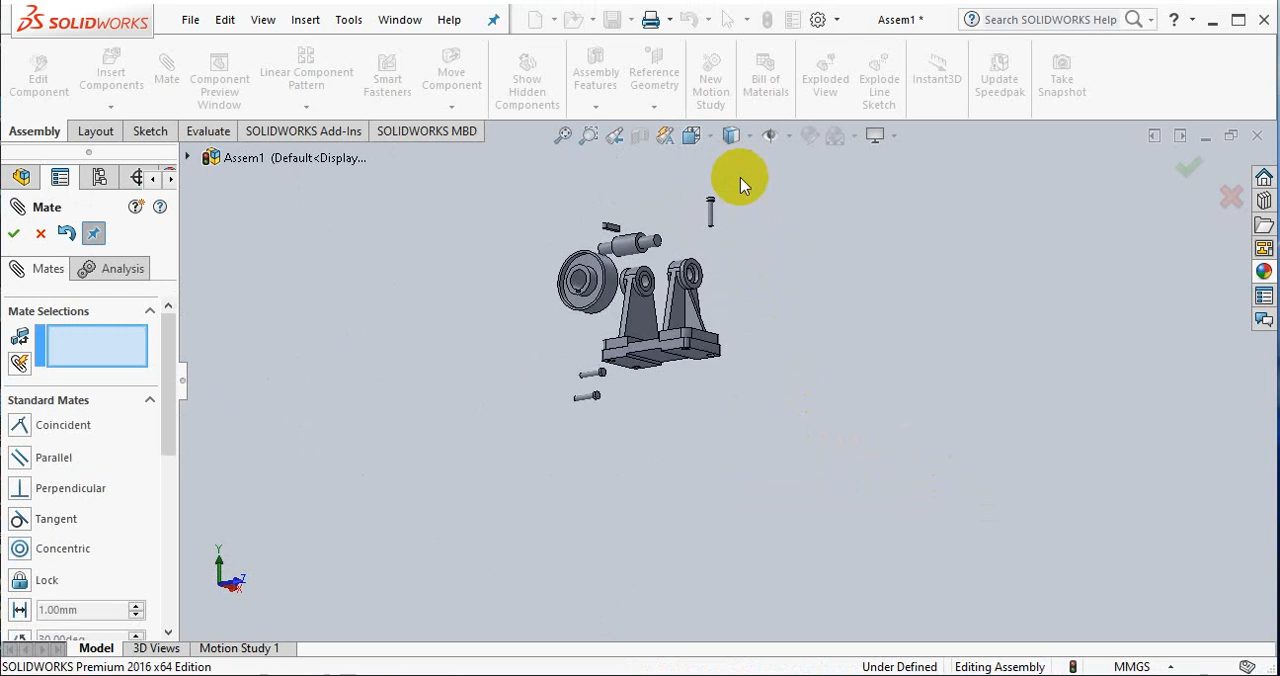 SOLIDWORKS File Edit View Insert Tools Window Help Assem1 * Search SOLIDWORKS Help ?
Edit Component
Insert Components
Mate
Component Preview Window
Linear Component Pattern
Smart Fasteners
Move Component
Show Hidden Components
Assembly Features
Reference Geometry
New Motion Study
Bill of Materials
Exploded View
Explode Line Sketch
Instant3D
Update Speedpak
Take Snapshot
Assembly Layout Sketch Evaluate SOLIDWORKS Add-Ins SOLIDWORKS MBD
Assem1 (Default<Display...
Mate
Mates Analysis
Mate Selections
Standard Mates
Coincident
Parallel
Perpendicular
Tangent
Concentric
Lock
1.00mm
30.00deg
Y
Z
X
Model 3D Views Motion Study 1
SOLIDWORKS Premium 2016 x64 Edition Under Defined Editing Assembly MMGS